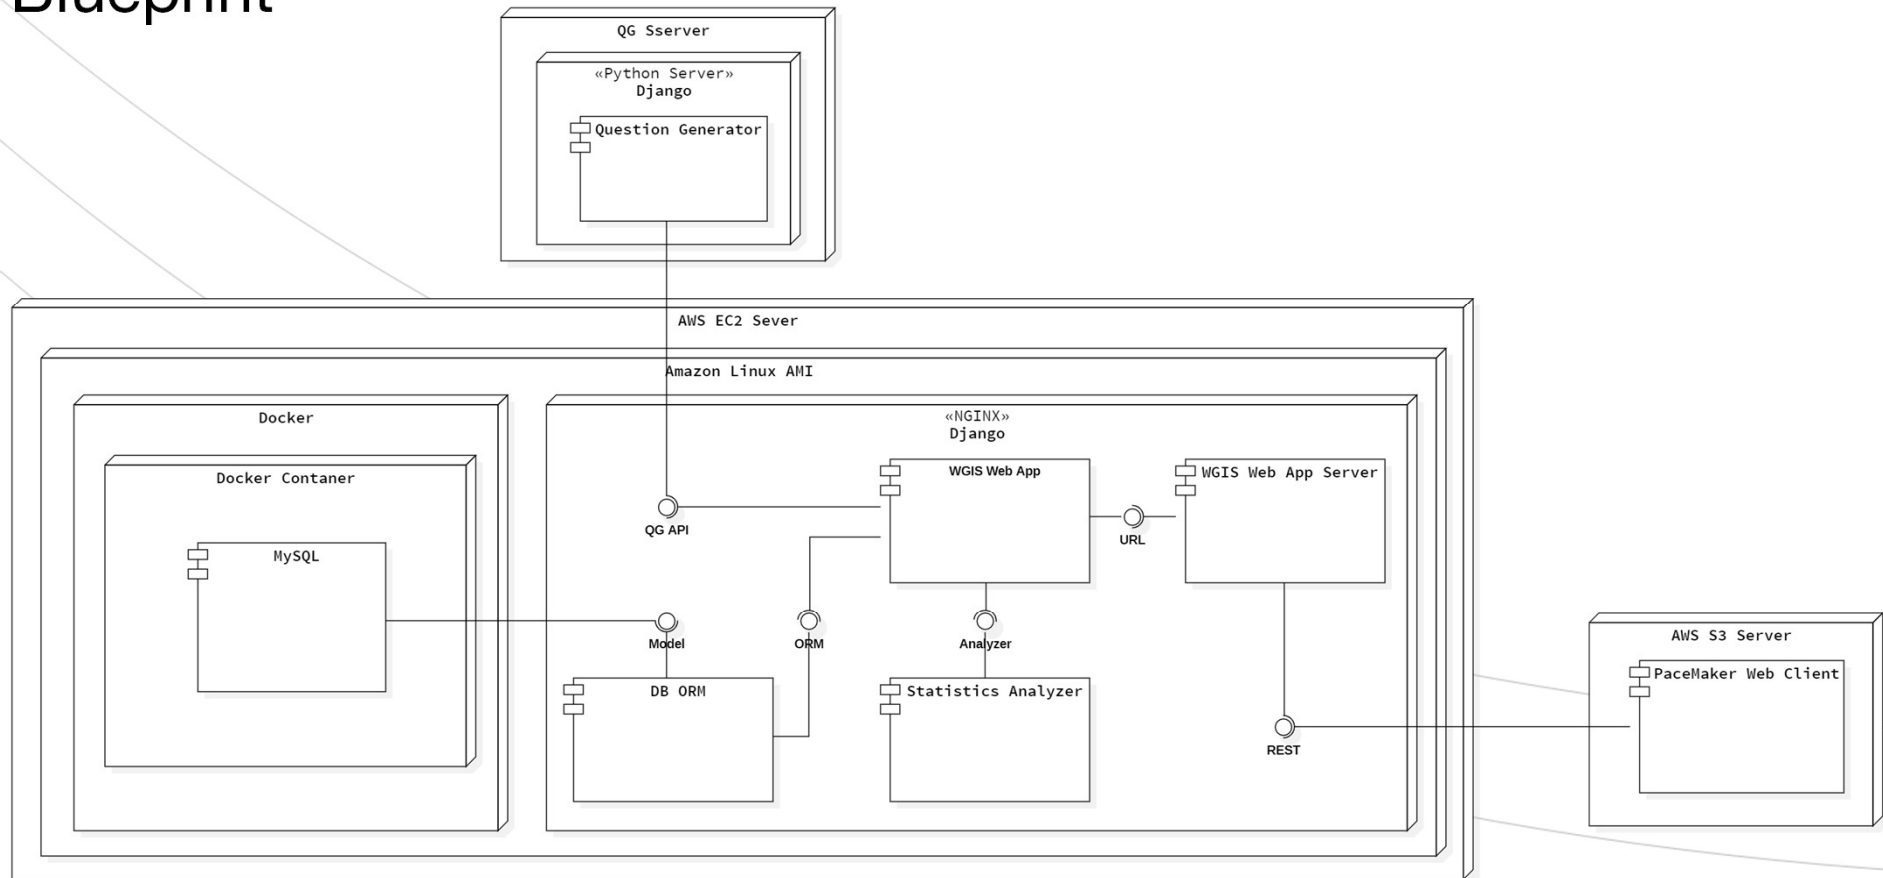 Blueprint
QG Sserver
«Python Server»
Django
Question Generator
AWS EC2 Sever
Amazon Linux AMI
Docker
Docker Contaner
MySQL
«NGINX»
Django
WGIS Web App
WGIS Web App Server
QG API
URL
Model
ORM
Analyzer
DB ORM
Statistics Analyzer
REST
AWS S3 Server
PaceMaker Web Client